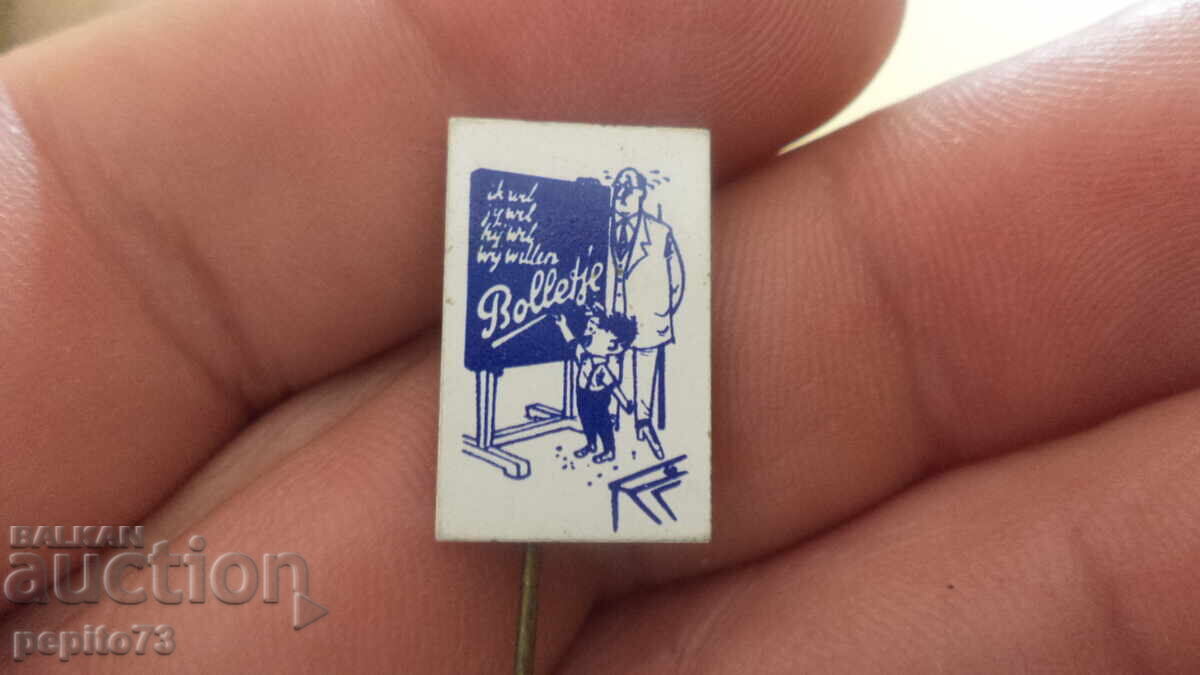 ik wil
jij wil
hij wil
wij willen
Bolletje
BALKAN
auction
pepito73